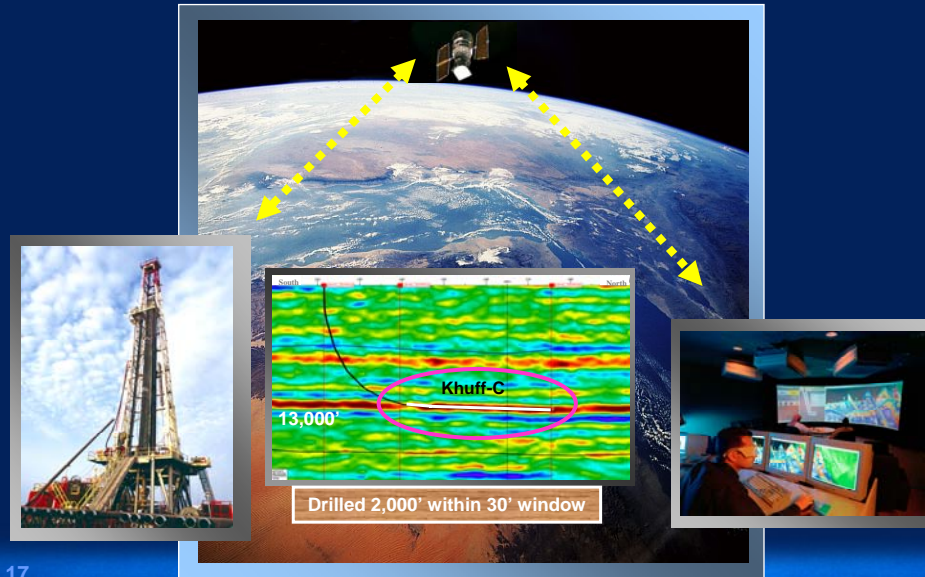 South
North
Khuff-C
13,000’
Drilled 2,000’ within 30’ window
17